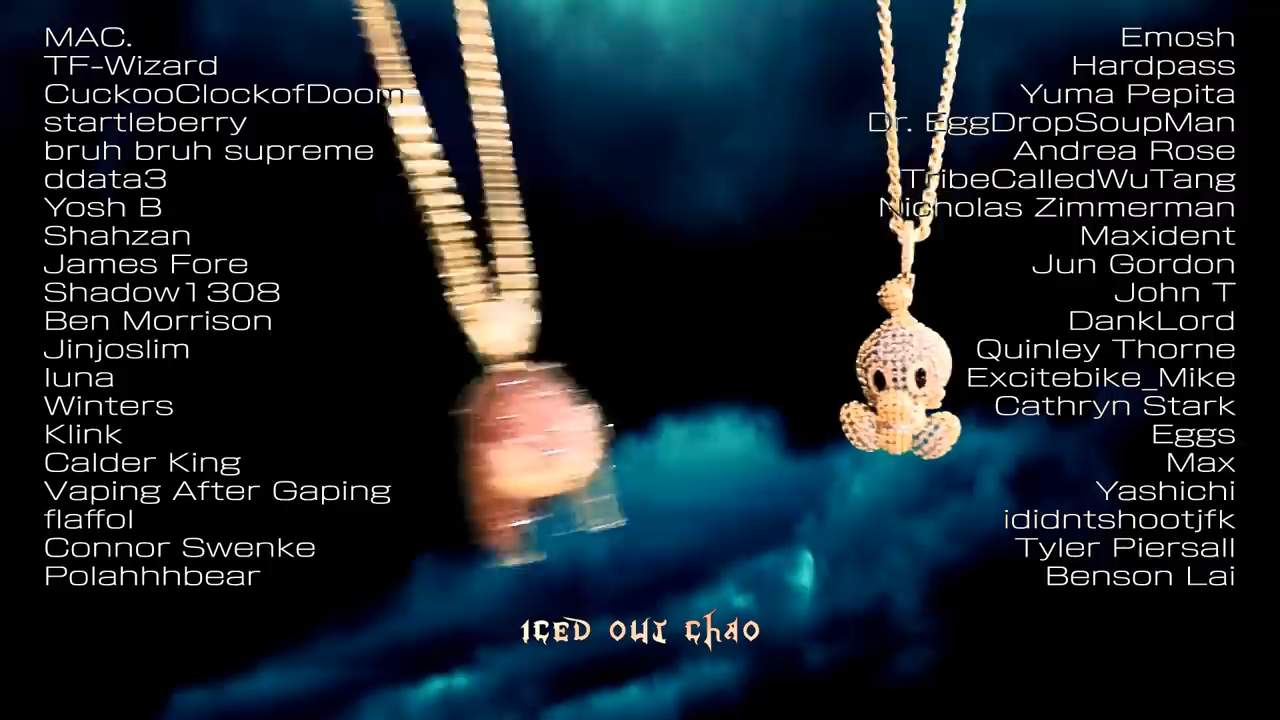 MAC.
TF-Wizard
CuckooClockofDoom
startleberry
bruh bruh supreme
ddata3
Yosh B
Shahzan
James Fore
Shadow1308
Ben Morrison
Jinjoslim
luna
Winters
Klink
Calder King
Vaping After Gaping
flaffol
Connor Swenke
Polahhhbear
Emosh
Hardpass
Yuma Pepita
Dr. EggDropSoupMan
Andrea Rose
TribeCalledWuTang
Nicholas Zimmerman
Maxident
Jun Gordon
John T
DankLord
Quinley Thorne
Excitebike_Mike
Cathryn Stark
Eggs
Max
Yashichi
ididntshootjfk
Tyler Piersall
Benson Lai
ICED OUT CHAO